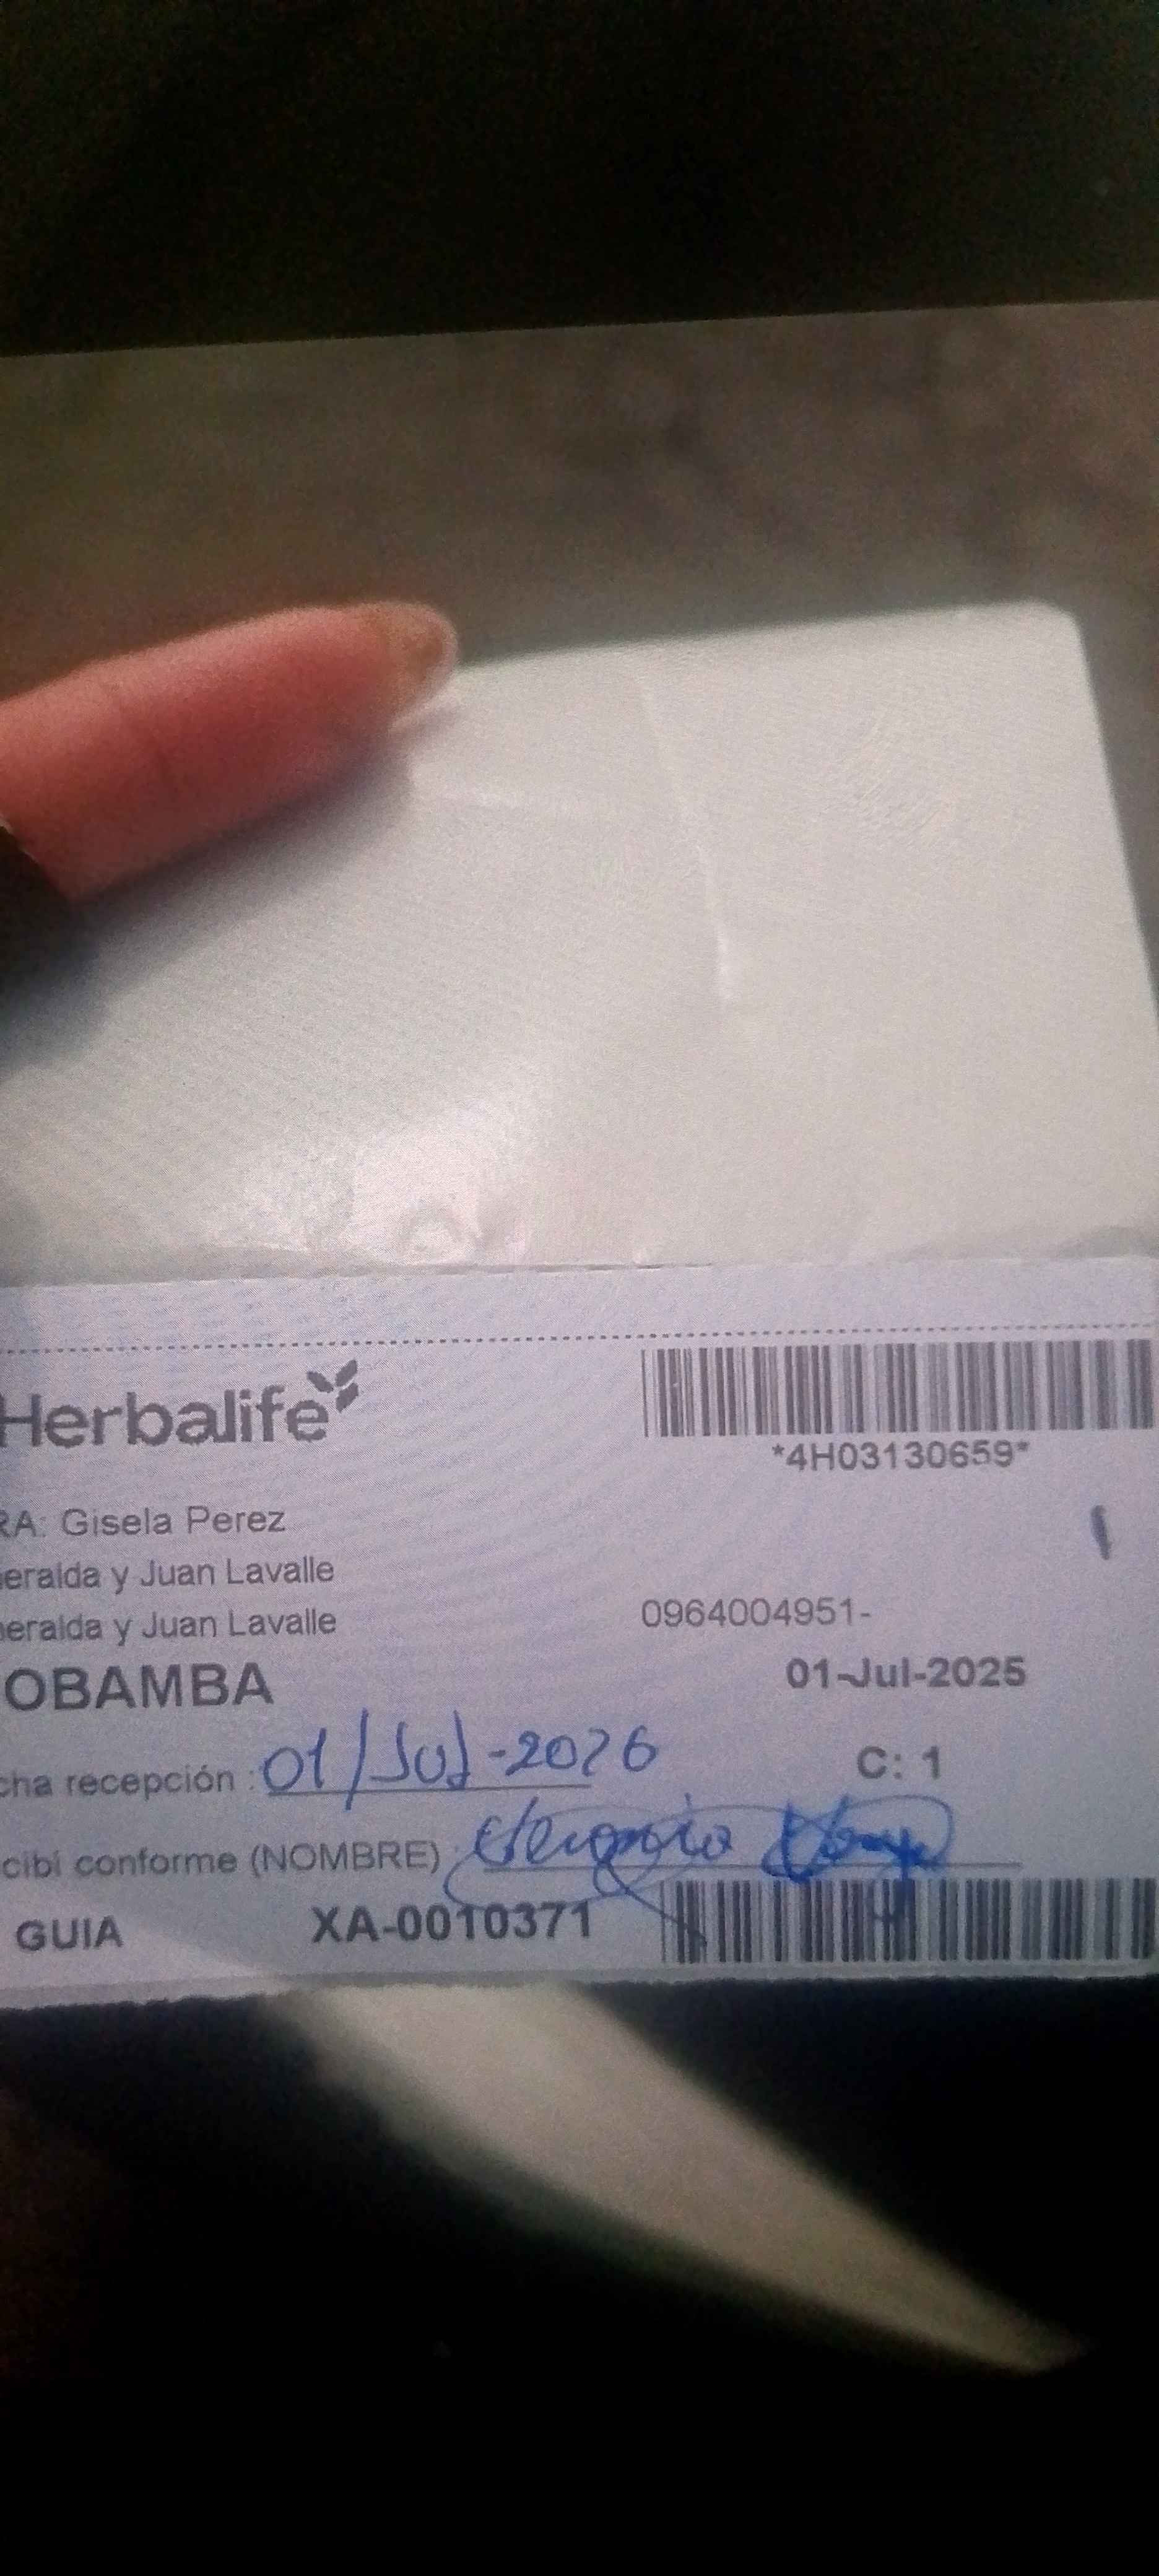 Herbalife
*4H03130659*
RA: Gisela Perez
eralda y Juan Lavalle
eralda y Juan Lavalle
0964004951-
OBAMBA
01-Jul-2025
cha recepción : 01/Jul-2026
C: 1
cibí conforme (NOMBRE) :
GUIA XA-0010371